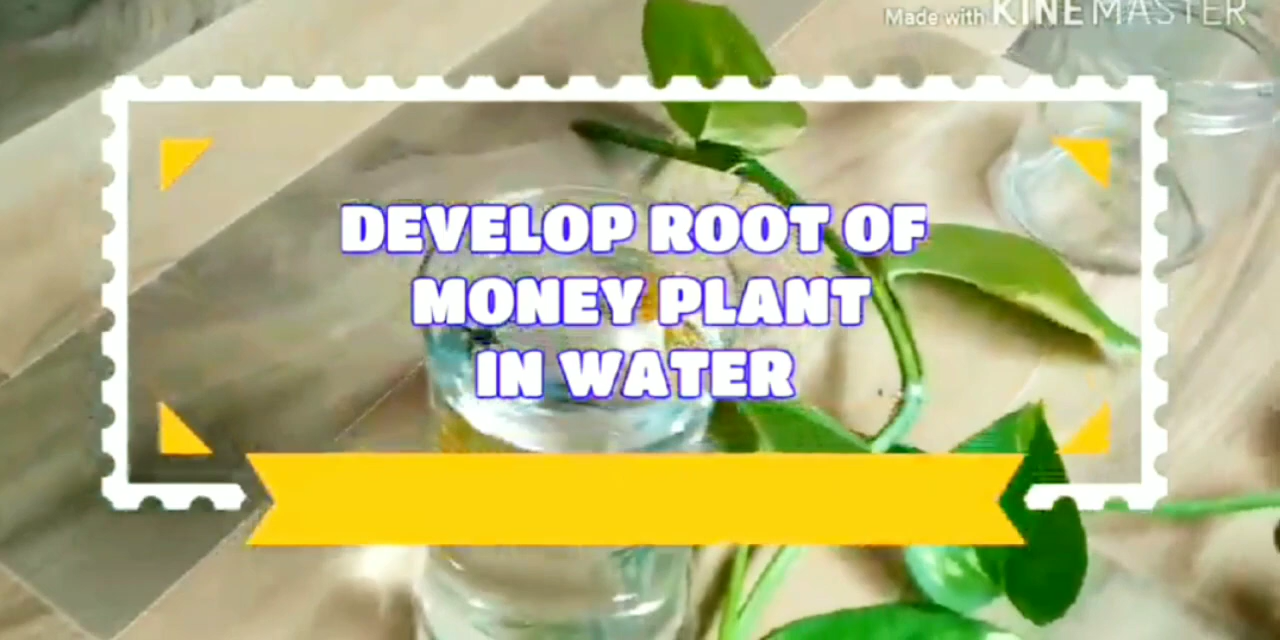 Made with KINEMASTER
DEVELOP ROOT OF
MONEY PLANT
IN WATER